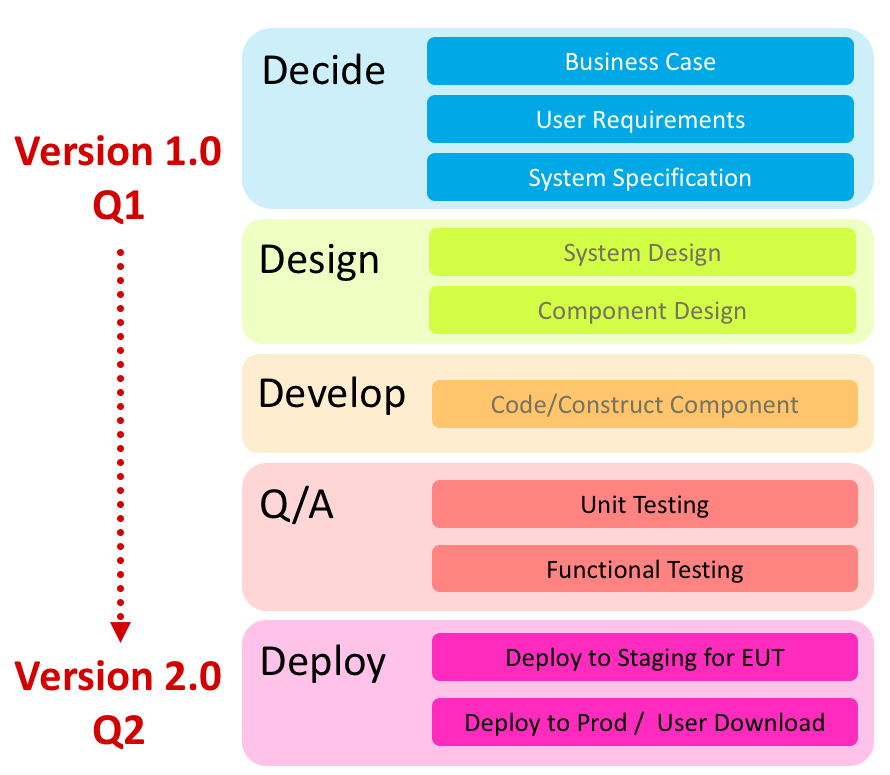 Version 1.0
Q1
Version 2.0
Q2
Decide
Business Case
User Requirements
System Specification
Design
System Design
Component Design
Develop
Code/Construct Component
Q/A
Unit Testing
Functional Testing
Deploy
Deploy to Staging for EUT
Deploy to Prod /  User Download